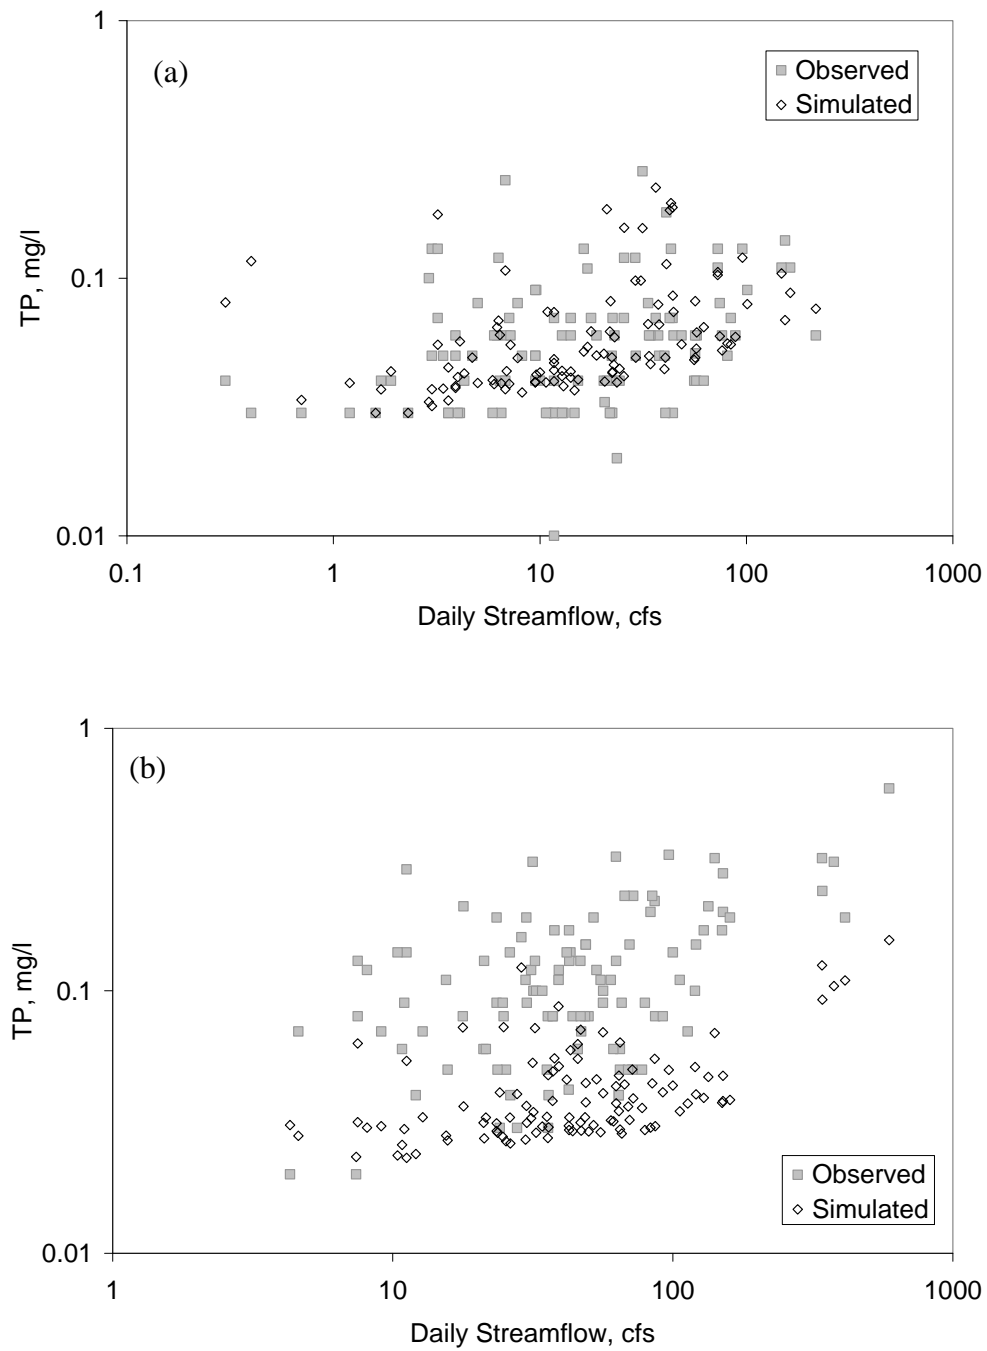 1
(a)
Observed
Simulated
TP, mg/l
0.1
0.01
0.1 1 10 100 1000
Daily Streamflow, cfs
1
(b)
TP, mg/l
0.1
Observed
Simulated
0.01
1 10 100 1000
Daily Streamflow, cfs